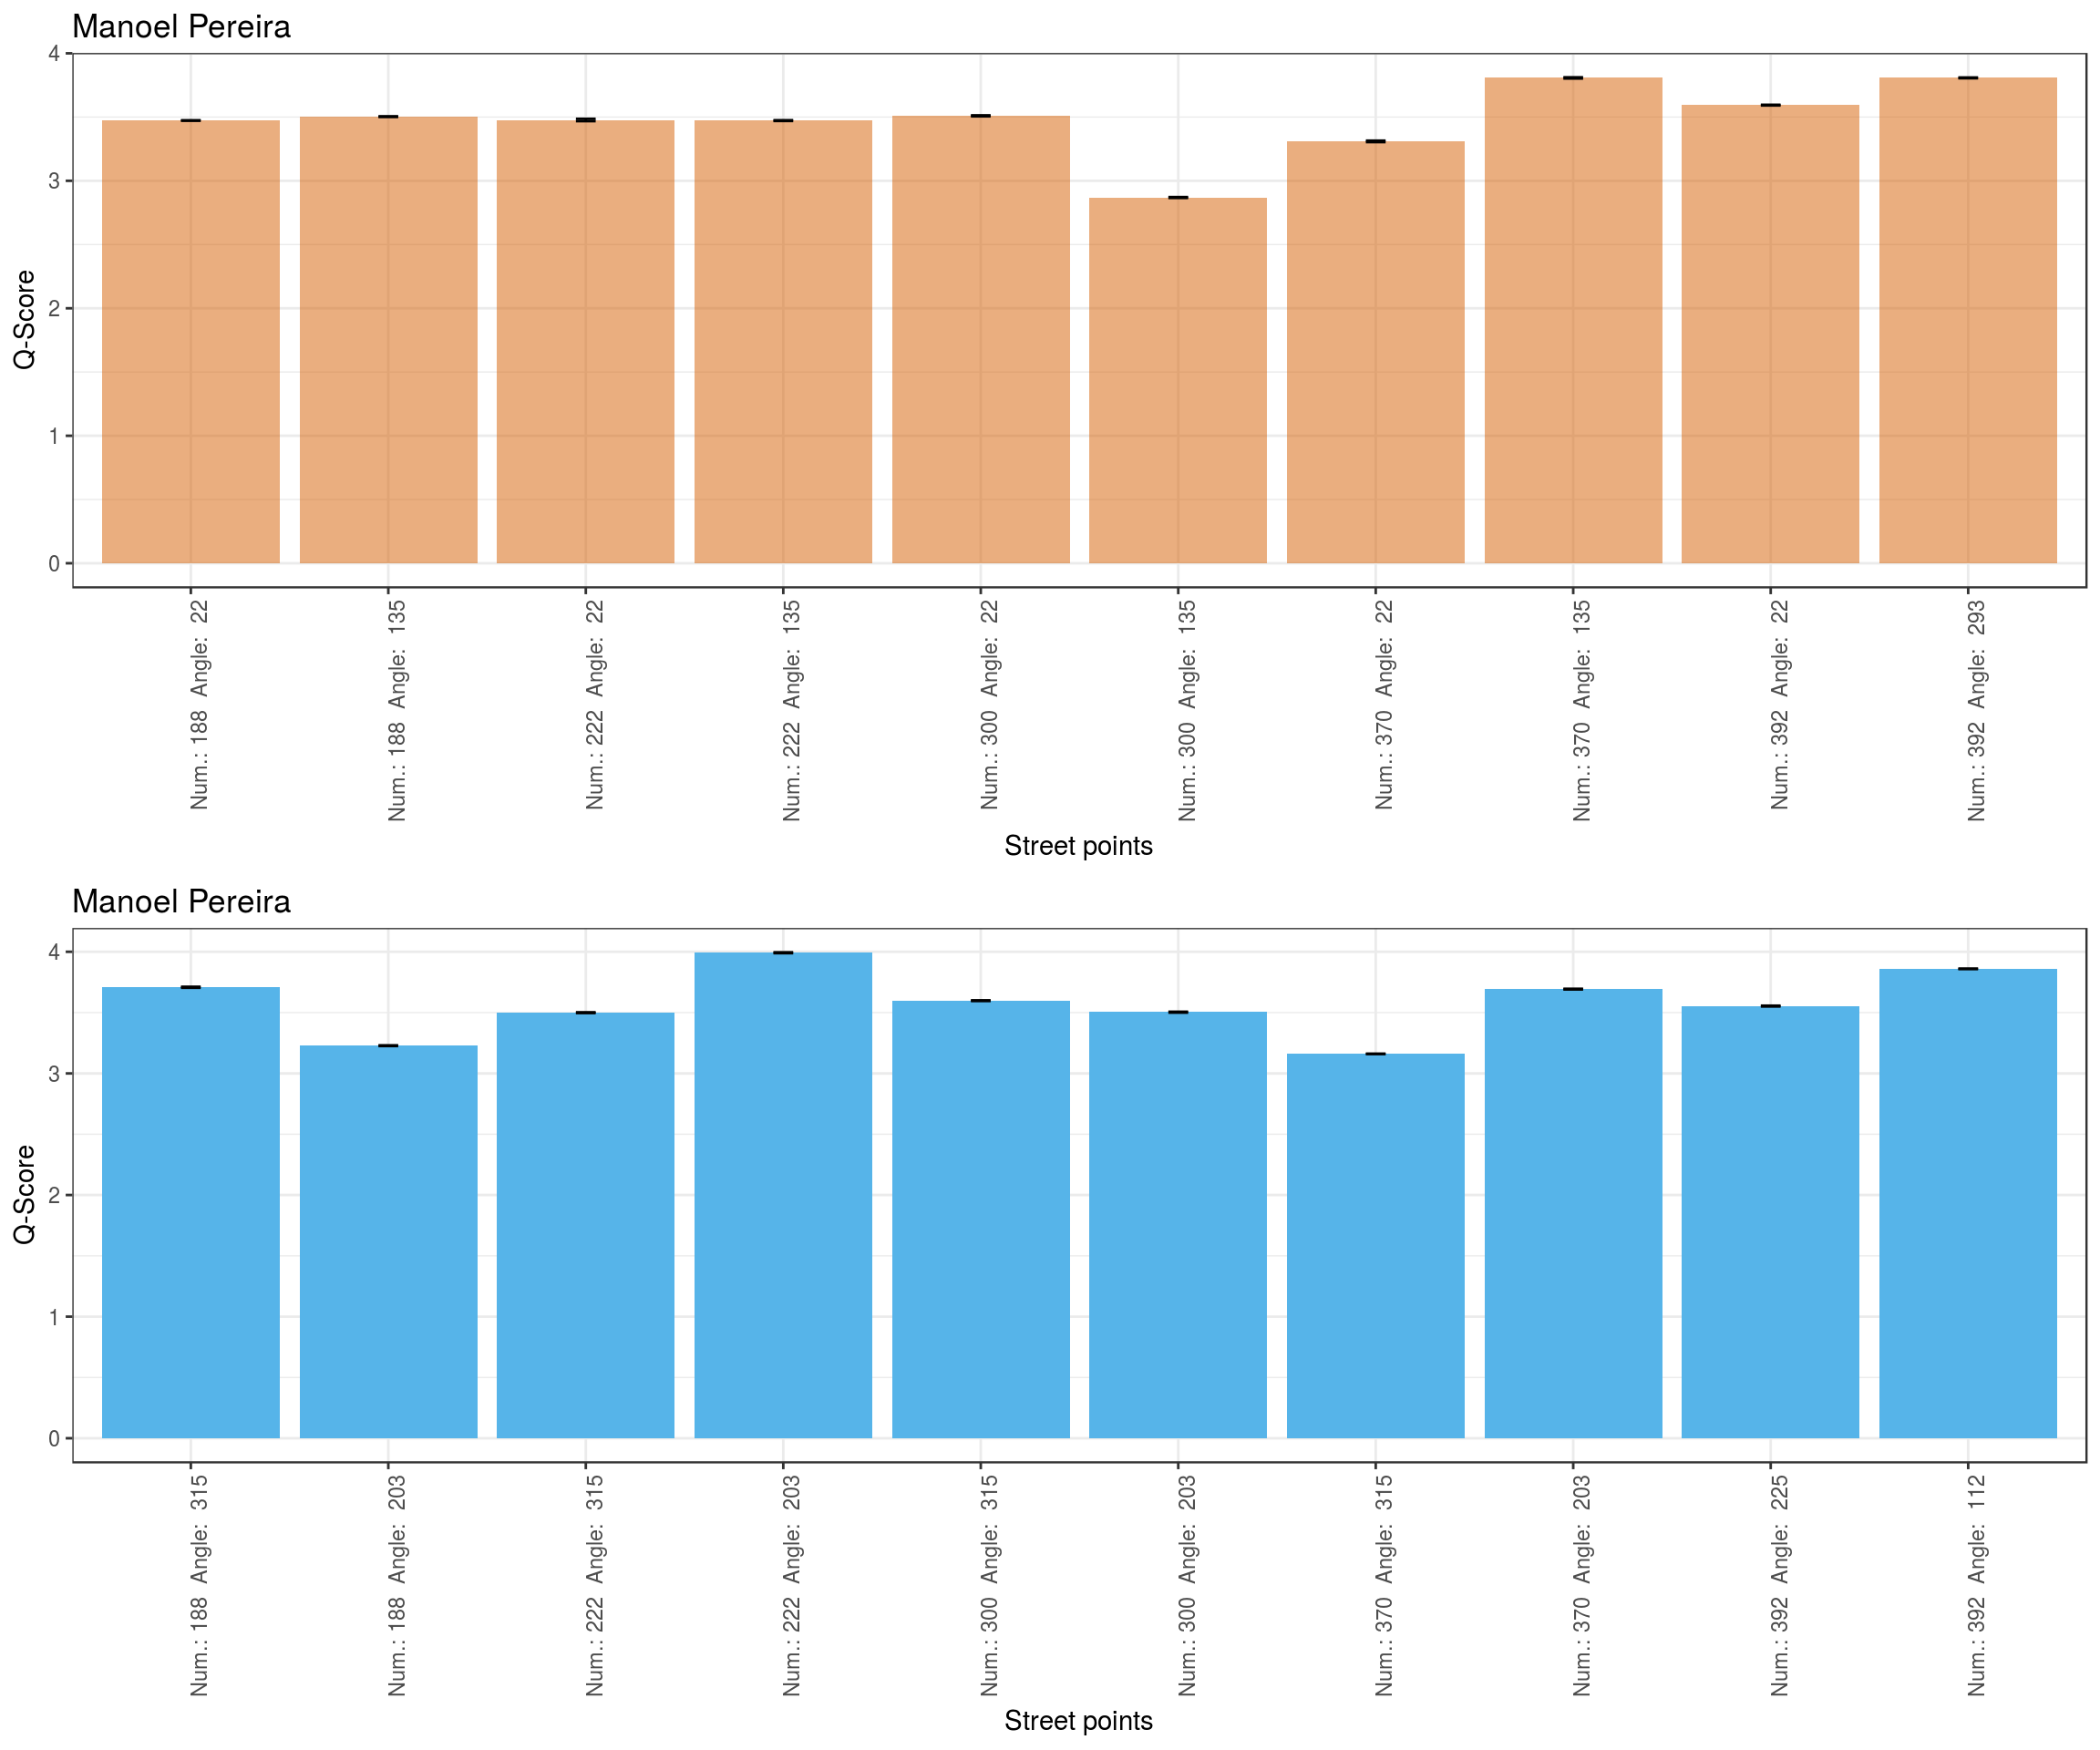 Manoel Pereira
4
3
2
1
0
Q-Score
Num.: 188 Angle: 22
Num.: 188 Angle: 135
Num.: 222 Angle: 22
Num.: 222 Angle: 135
Num.: 300 Angle: 22
Num.: 300 Angle: 135
Num.: 370 Angle: 22
Num.: 370 Angle: 135
Num.: 392 Angle: 22
Num.: 392 Angle: 293
Street points
Manoel Pereira
4
3
2
1
0
Q-Score
Num.: 188 Angle: 315
Num.: 188 Angle: 203
Num.: 222 Angle: 315
Num.: 222 Angle: 203
Num.: 300 Angle: 315
Num.: 300 Angle: 203
Num.: 370 Angle: 315
Num.: 370 Angle: 203
Num.: 392 Angle: 225
Num.: 392 Angle: 112
Street points